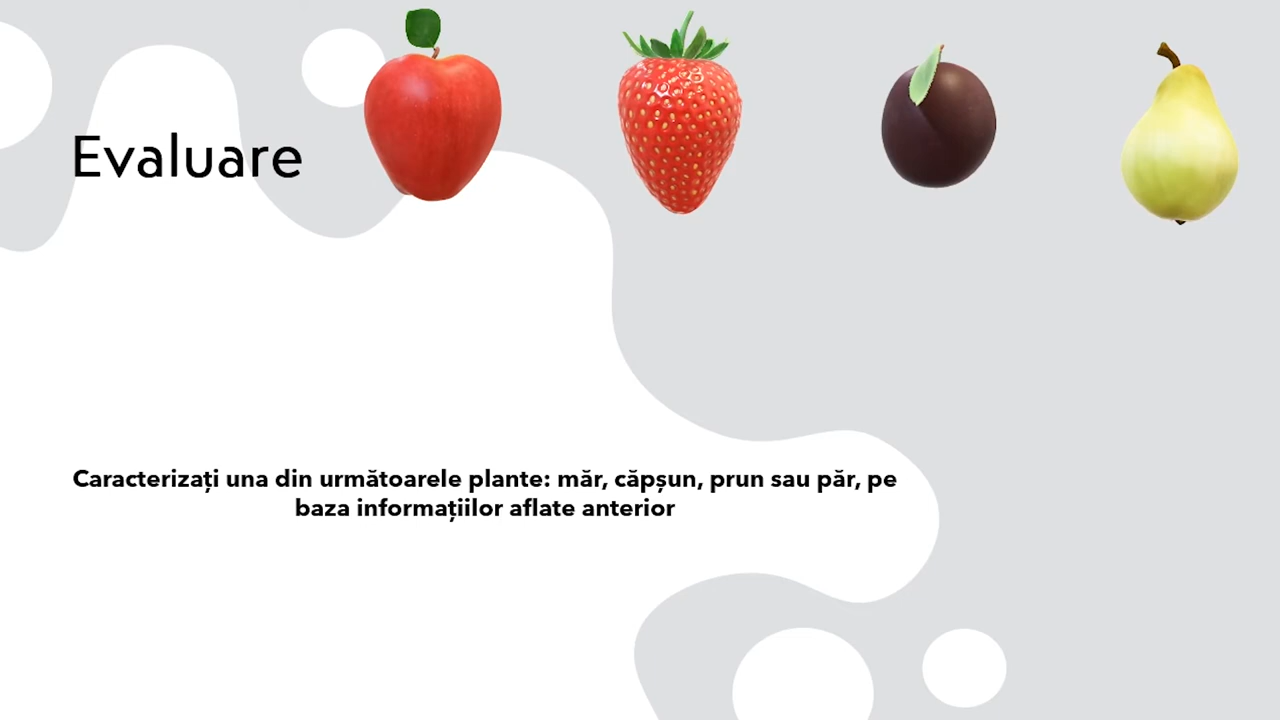 Evaluare
Caracterizați una din următoarele plante: măr, căpșun, prun sau păr, pe
baza informațiilor aflate anterior